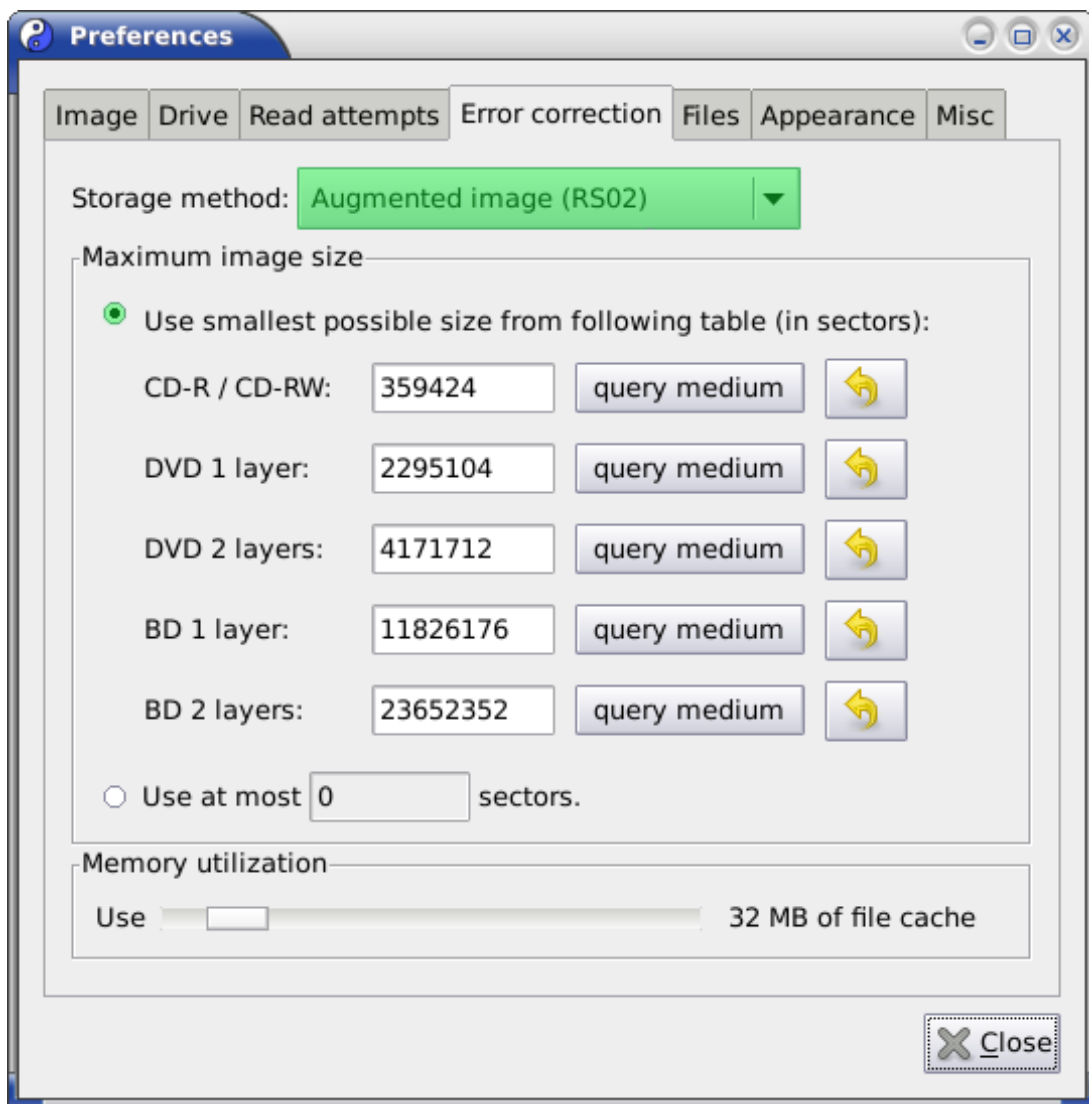 Preferences
Image Drive Read attempts Error correction Files Appearance Misc
Storage method: Augmented image (RS02)
Maximum image size
Use smallest possible size from following table (in sectors):
CD-R / CD-RW: 359424 query medium
DVD 1 layer: 2295104 query medium
DVD 2 layers: 4171712 query medium
BD 1 layer: 11826176 query medium
BD 2 layers: 23652352 query medium
Use at most 0 sectors.
Memory utilization
Use 32 MB of file cache
Close